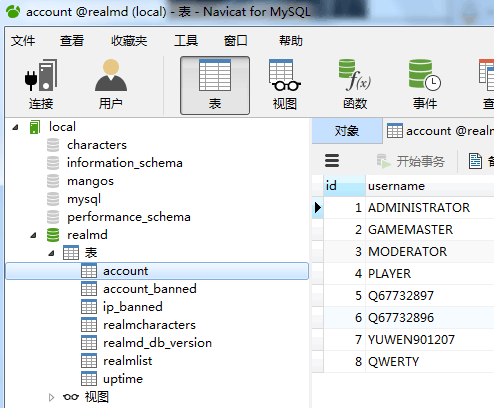 account @realmd (local) - 表 - Navicat for MySQL
文件 查看 收藏夹 工具 窗口 帮助
连接 用户 表 视图 函数 事件
local
characters
information_schema
mangos
mysql
performance_schema
realmd
表
account
account_banned
ip_banned
realmcharacters
realmd_db_version
realmlist
uptime
视图
对象 account @realm
开始事务
id username
1 ADMINISTRATOR
2 GAMEMASTER
3 MODERATOR
4 PLAYER
5 Q67732897
6 Q67732896
7 YUWEN901207
8 QWERTY